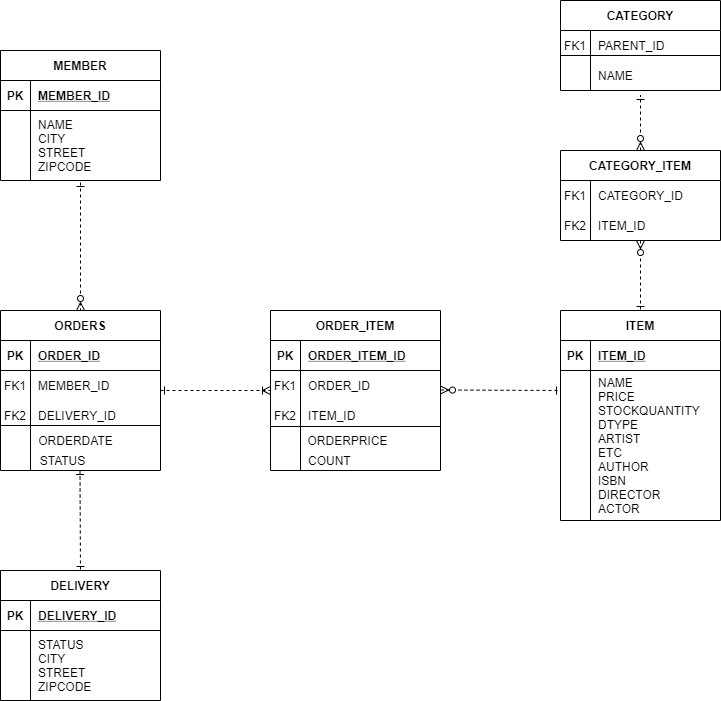 CATEGORY
FK1 PARENT_ID
NAME
MEMBER
PK MEMBER_ID
NAME
CITY
STREET
ZIPCODE
CATEGORY_ITEM
FK1 CATEGORY_ID
FK2 ITEM_ID
ORDERS
PK ORDER_ID
FK1 MEMBER_ID
FK2 DELIVERY_ID
ORDERDATE
STATUS
ORDER_ITEM
PK ORDER_ITEM_ID
FK1 ORDER_ID
FK2 ITEM_ID
ORDERPRICE
COUNT
ITEM
PK ITEM_ID
NAME
PRICE
STOCKQUANTITY
DTYPE
ARTIST
ETC
AUTHOR
ISBN
DIRECTOR
ACTOR
DELIVERY
PK DELIVERY_ID
STATUS
CITY
STREET
ZIPCODE